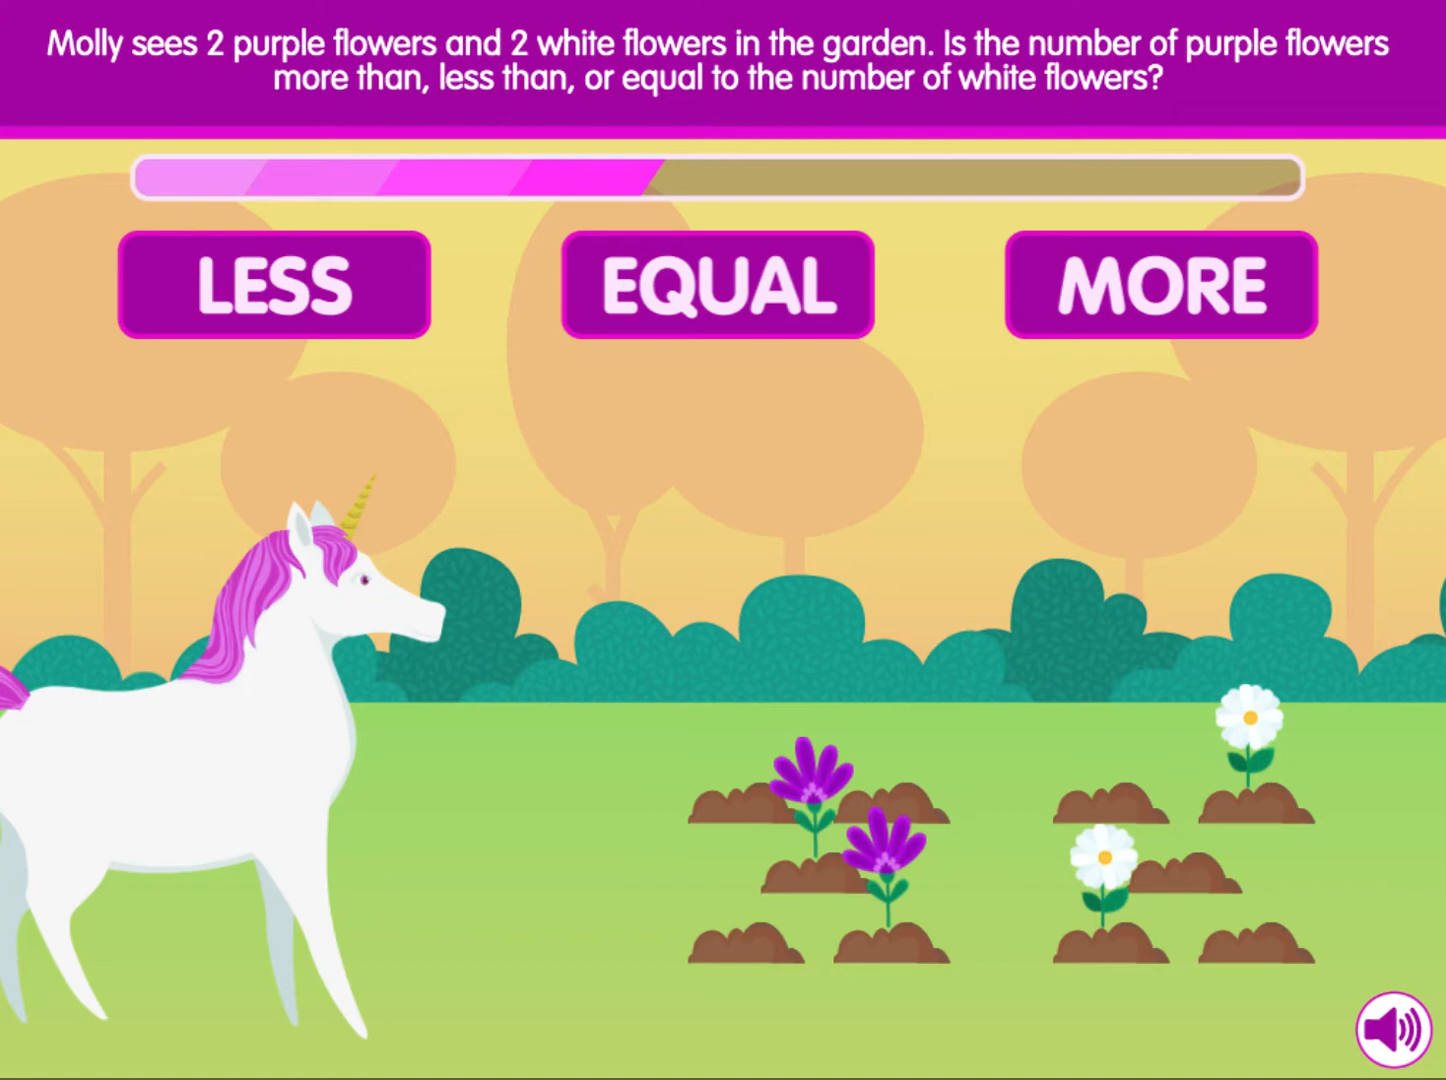 Molly sees 2 purple flowers and 2 white flowers in the garden. Is the number of purple flowers
more than, less than, or equal to the number of white flowers?
LESS
EQUAL
MORE